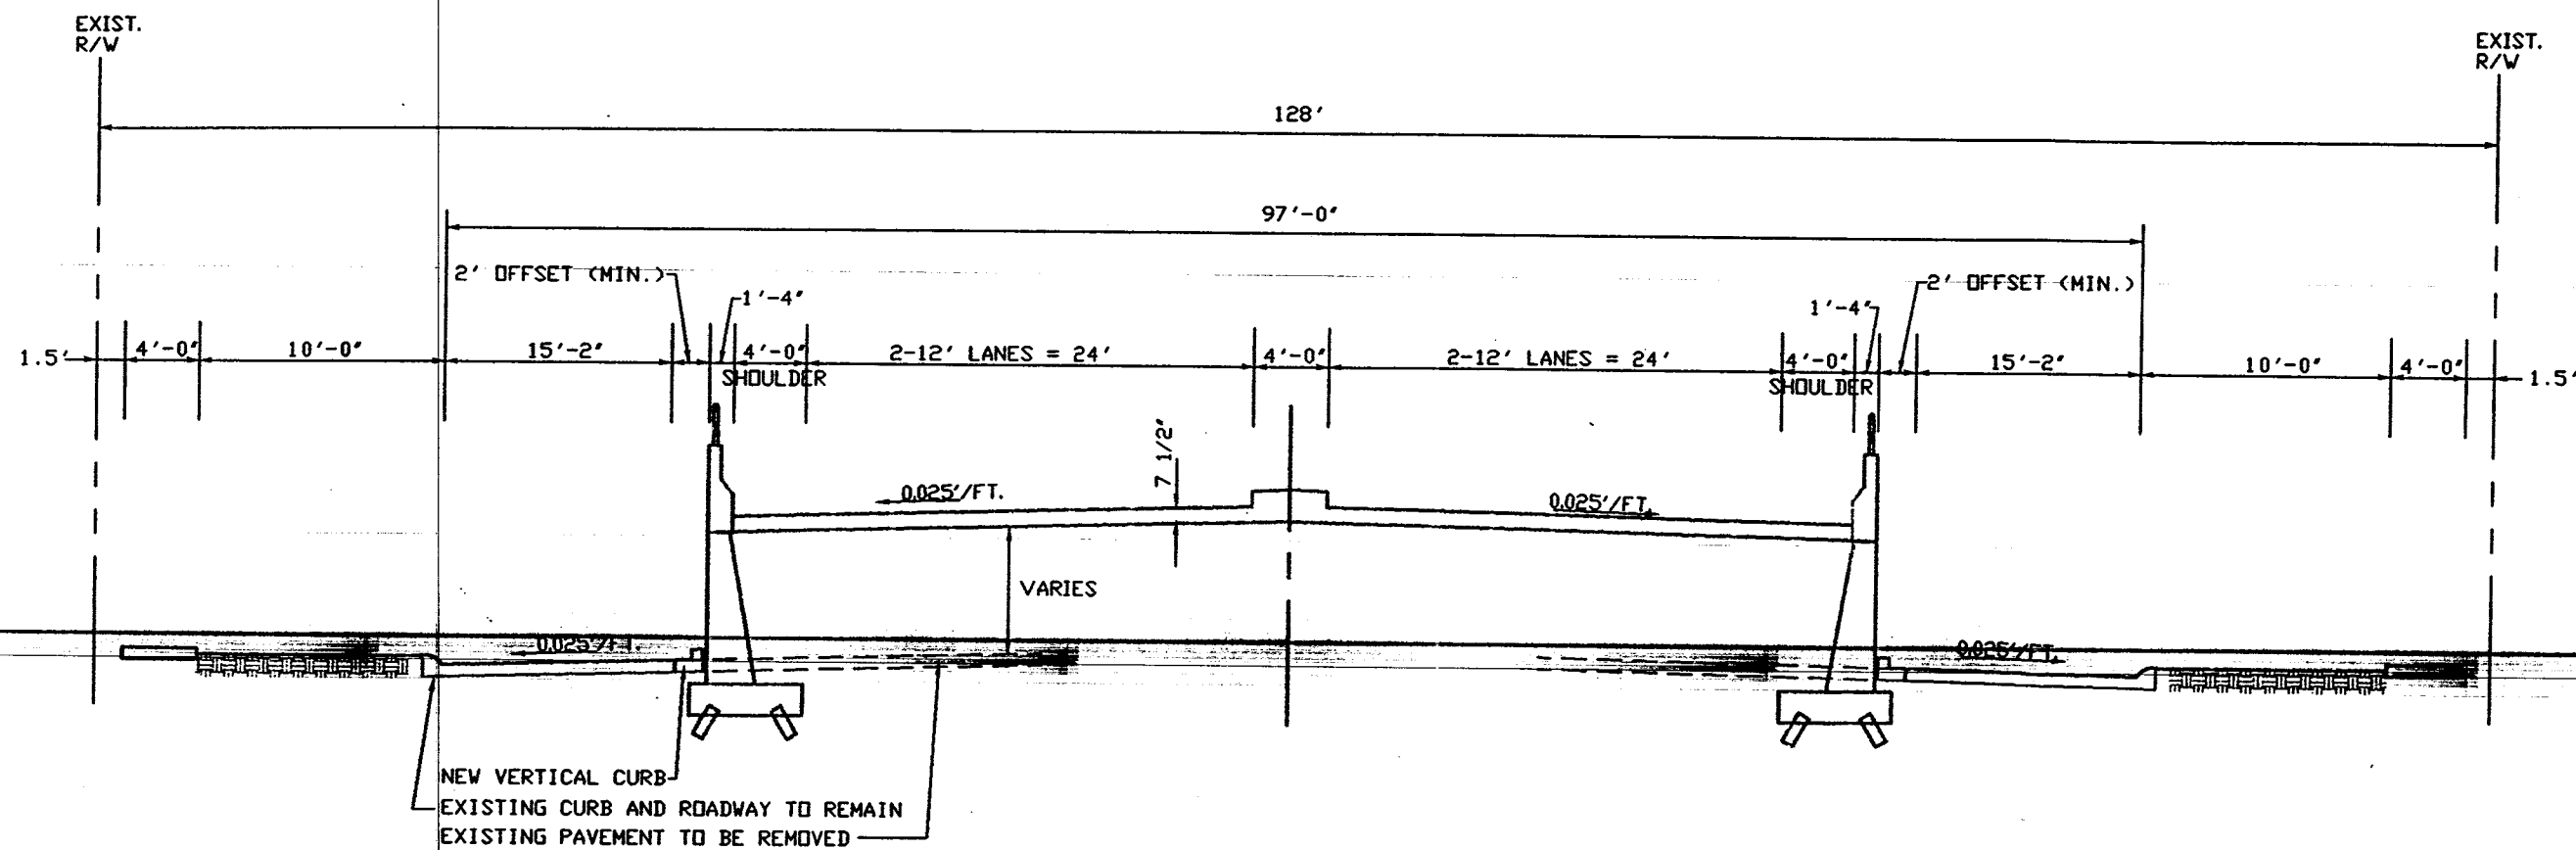 EXIST.
R/W
EXIST.
R/W
128'
97'-0"
2' OFFSET (MIN.)
1'-4"
1'-4"
2' OFFSET (MIN.)
1.5'
4'-0"
10'-0"
15'-2"
4'-0"
SHOULDER
2-12' LANES = 24'
4'-0"
2-12' LANES = 24'
4'-0"
SHOULDER
15'-2"
10'-0"
4'-0"
1.5'
7 1/2"
0.025'/FT.
0.025'/FT.
VARIES
0.025'/FT.
0.025'/FT.
NEW VERTICAL CURB
EXISTING CURB AND ROADWAY TO REMAIN
EXISTING PAVEMENT TO BE REMOVED